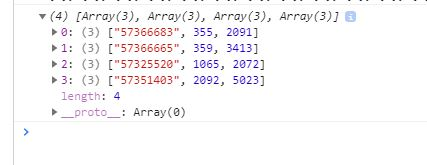 (4) [Array(3), Array(3), Array(3), Array(3)] i
0: (3) ["57366683", 355, 2091]
1: (3) ["57366665", 359, 3413]
2: (3) ["57325520", 1065, 2072]
3: (3) ["57351403", 2092, 5023]
length: 4
__proto__: Array(0)